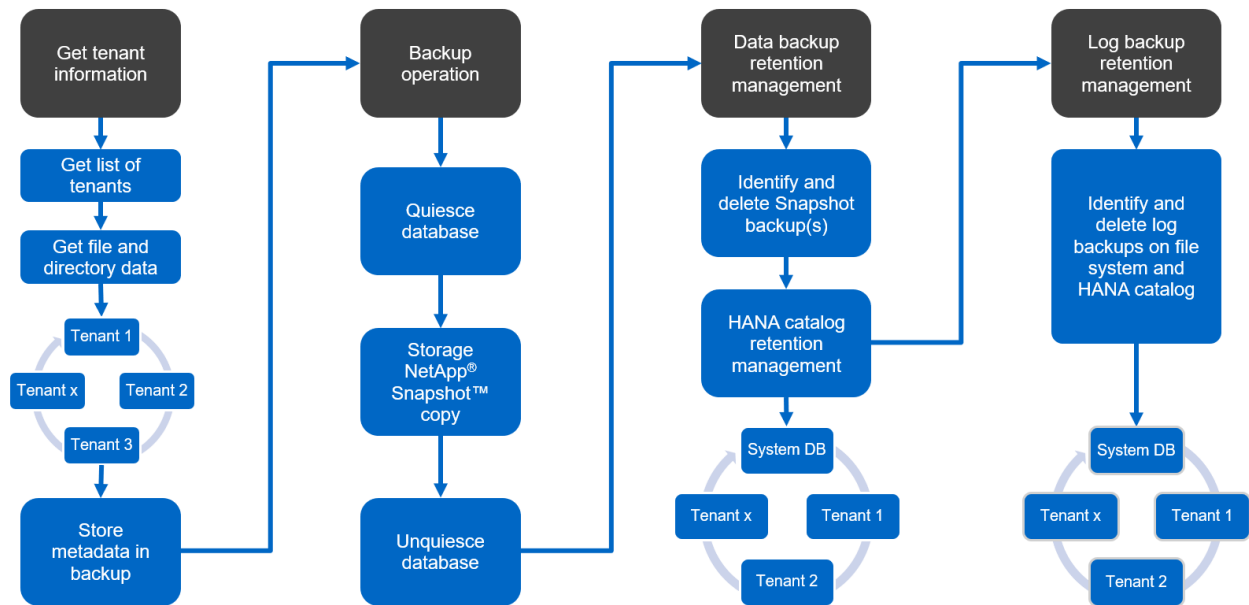 Get tenant
information
Get list of
tenants
Get file and
directory data
Tenant 1
Tenant x
Tenant 2
Tenant 3
Store
metadata in
backup
Backup
operation
Quiesce
database
Storage
NetApp®
Snapshot™
copy
Unquiesce
database
Data backup
retention
management
Identify and
delete Snapshot
backup(s)
HANA catalog
retention
management
System DB
Tenant x
Tenant 1
Tenant 2
Log backup
retention
management
Identify and
delete log
backups on file
system and
HANA catalog
System DB
Tenant x
Tenant 1
Tenant 2